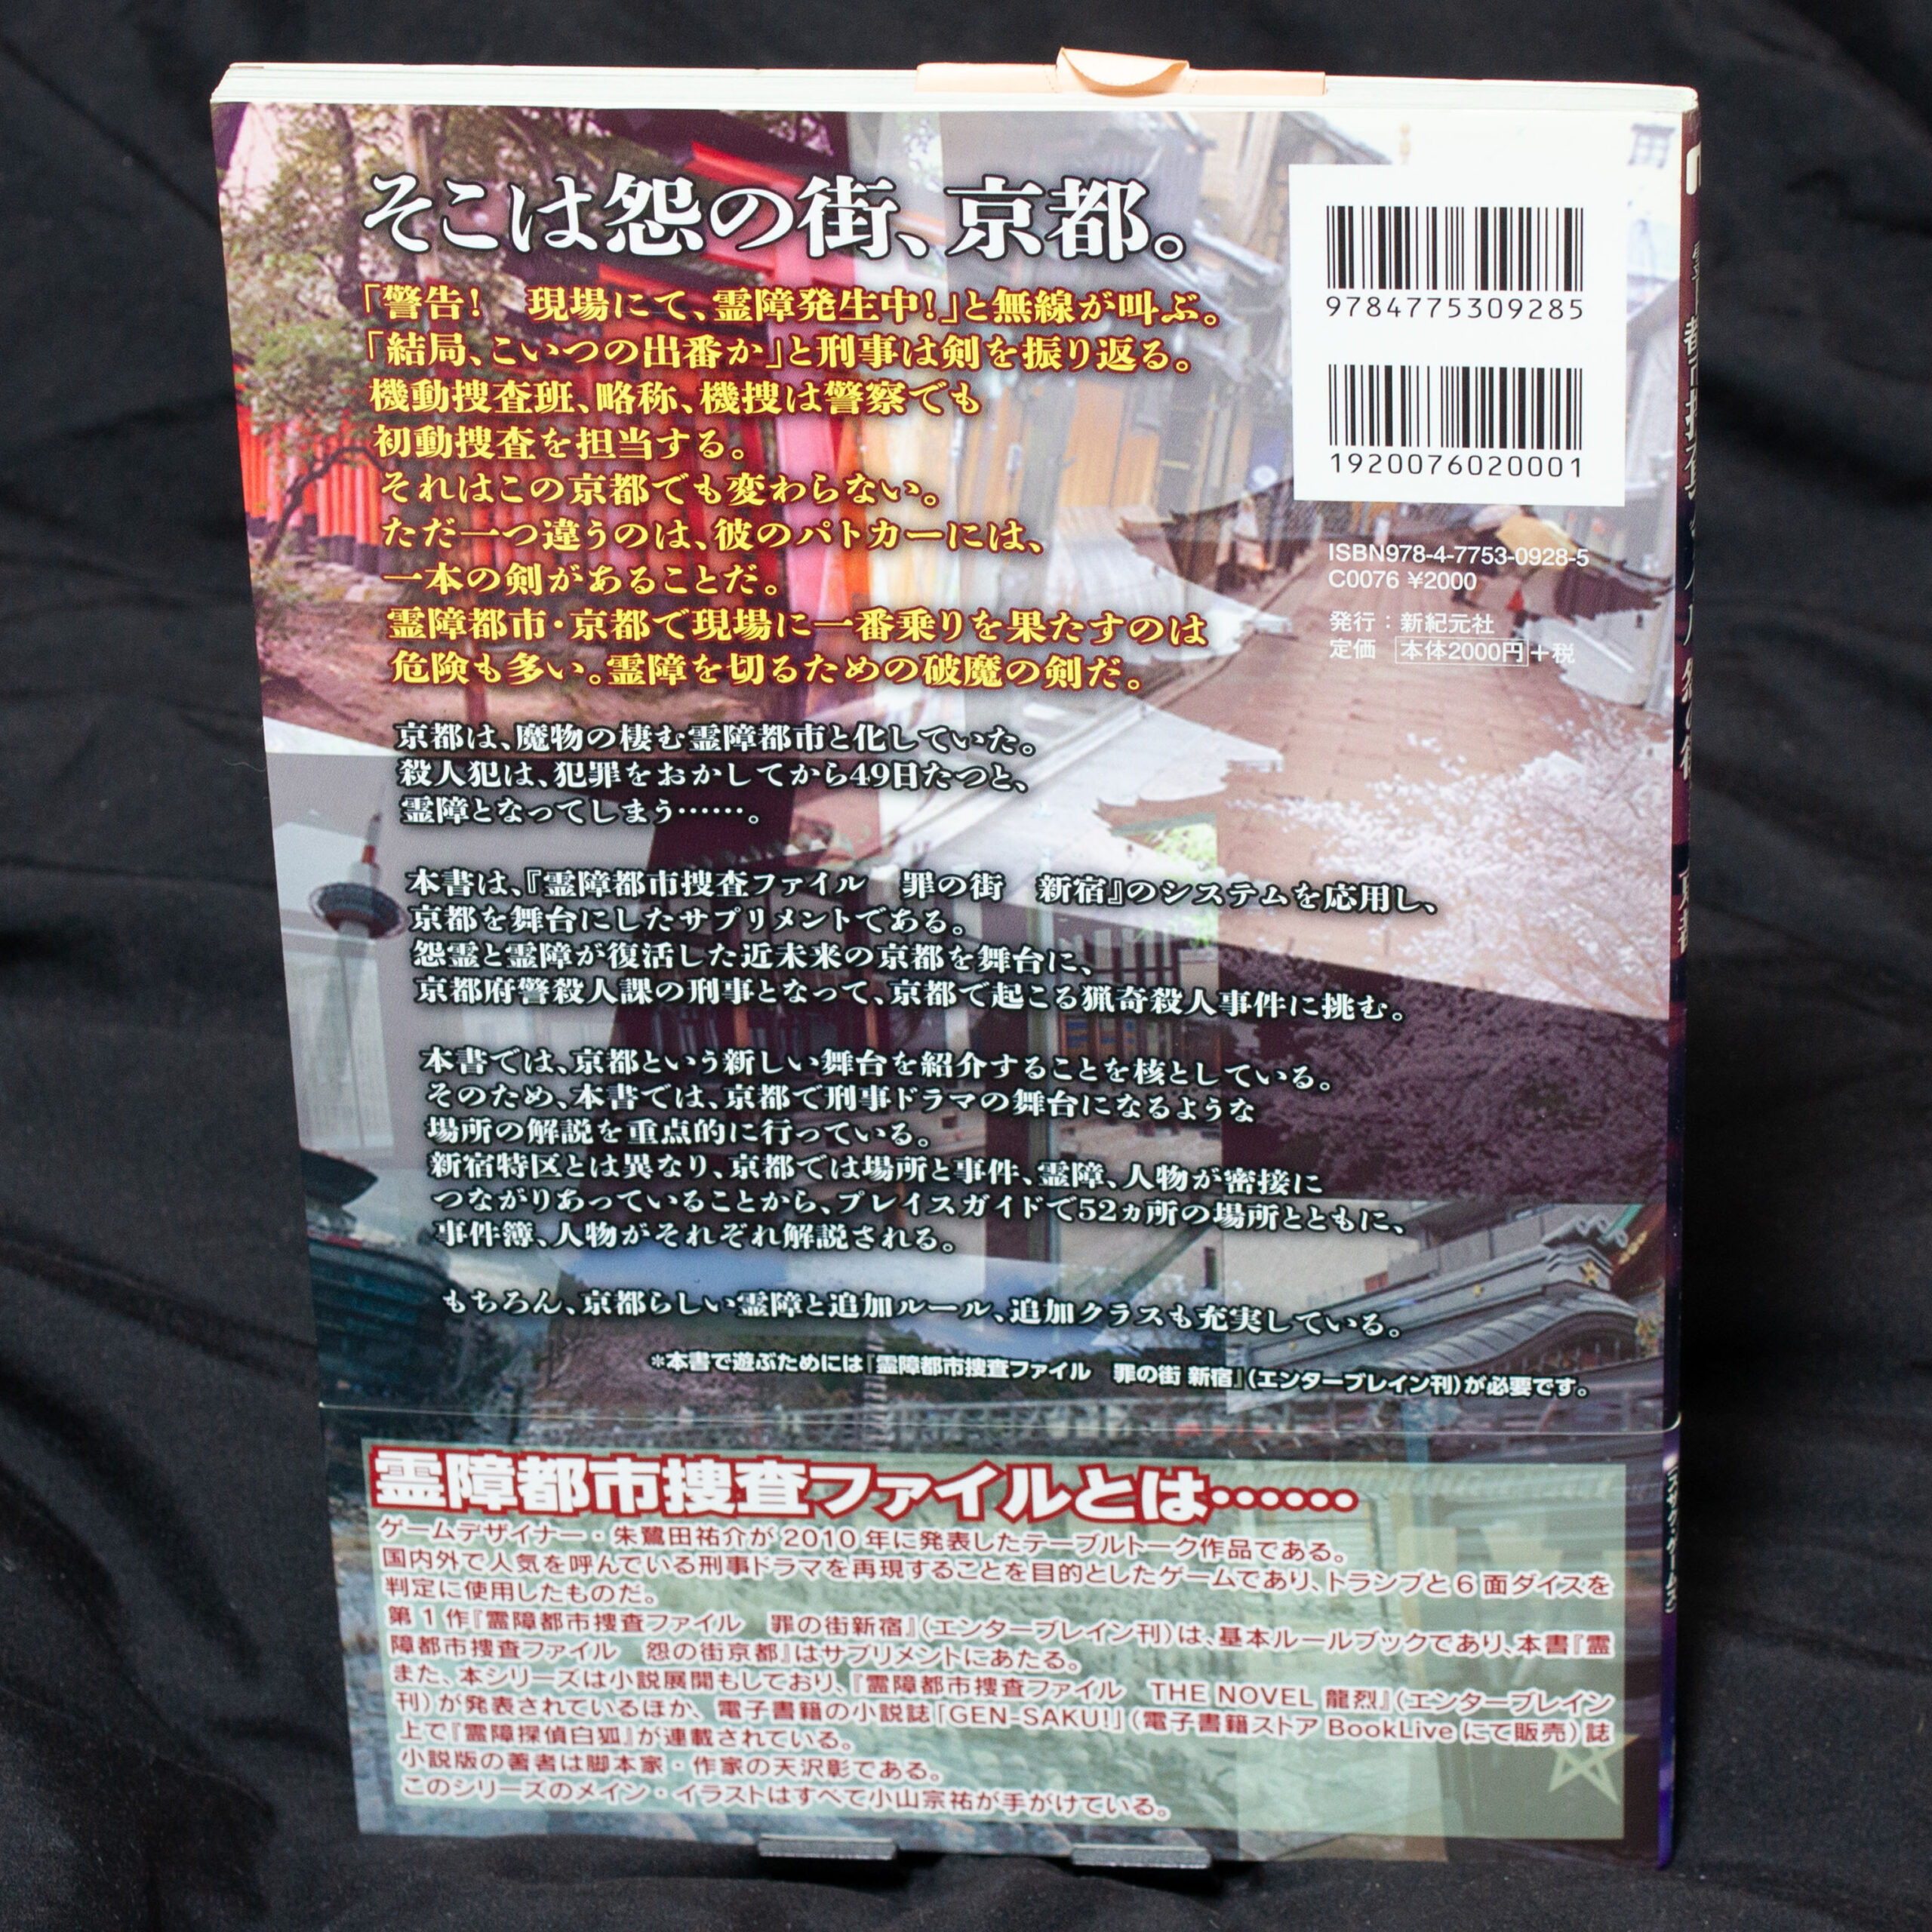 そこは怨の街、京都。
「警告!　現場にて、霊障発生中!」と無線が叫ぶ。
「結局、こいつの出番か」と刑事は剣を振り返る。
機動捜査班、略称、機捜は警察でも
初動捜査を担当する。
それはこの京都でも変わらない。
ただ一つ違うのは、彼のパトカーには、
一本の剣があることだ。
霊障都市・京都で現場に一番乗りを果たすのは
危険も多い。霊障を切るための破魔の剣だ。
京都は、魔物の棲む霊障都市と化していた。
殺人犯は、犯罪をおかしてから49日たつと、
霊障となってしまう……。
本書は、『霊障都市捜査ファイル　罪の街　新宿』のシステムを応用し、
京都を舞台にしたサプリメントである。
怨霊と霊障が復活した近未来の京都を舞台に、
京都府警殺人課の刑事となって、京都で起こる猟奇殺人事件に挑む。
本書では、京都という新しい舞台を紹介することを核としている。
そのため、本書では、京都で刑事ドラマの舞台になるような
場所の解説を重点的に行っている。
新宿特区とは異なり、京都では場所と事件、霊障、人物が密接に
つながりあっていることから、プレイスガイドで52ヵ所の場所とともに、
事件簿、人物がそれぞれ解説される。
もちろん、京都らしい霊障と追加ルール、追加クラスも充実している。
*本書で遊ぶためには『霊障都市捜査ファイル　罪の街 新宿』(エンターブレイン刊)が必要です。
9784775309285
1920076020001
ISBN978-4-7753-0928-5
C0076 ¥2000
発行：新紀元社
定価　本体2000円+税
霊障都市捜査ファイルとは……
ゲームデザイナー・朱鷺田祐介が 2010 年に発表したテーブルトーク作品である。
国内外で人気を呼んでいる刑事ドラマを再現することを目的としたゲームであり、トランプと 6 面ダイスを
判定に使用したものだ。
第 1 作『霊障都市捜査ファイル　罪の街新宿』(エンターブレイン刊)は、基本ルールブックであり、本書『霊
障都市捜査ファイル　怨の街京都』はサプリメントにあたる。
また、本シリーズは小説展開もしており、『霊障都市捜査ファイル　THE NOVEL 龍烈』(エンターブレイン
刊)が発表されているほか、電子書籍の小説誌「GEN-SAKU!」(電子書籍ストア BookLive にて販売)誌
上で『霊障探偵白狐』が連載されている。
小説版の著者は脚本家・作家の天沢彰である。
このシリーズのメイン・イラストはすべて小山宗祐が手がけている。